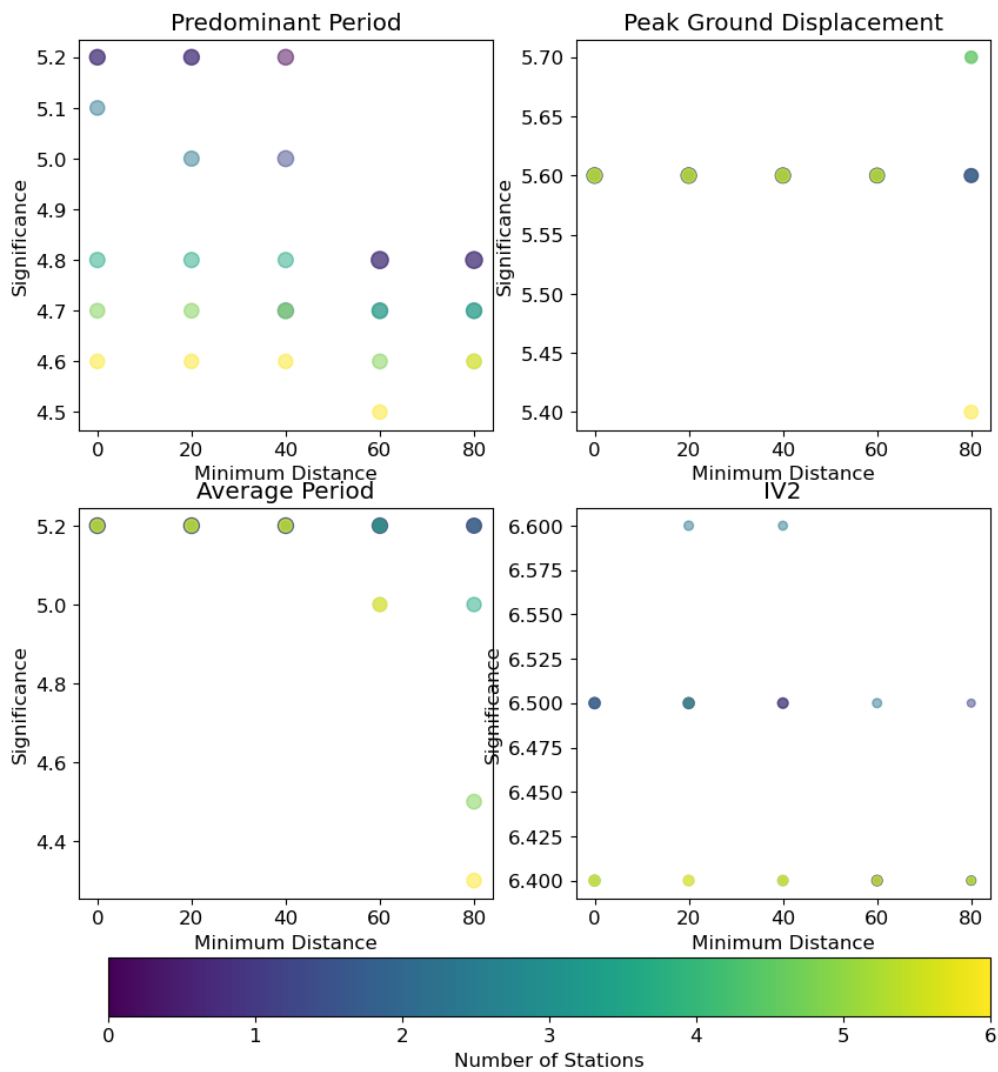 Predominant Period
5.2
5.1
5.0
4.9
4.8
4.7
4.6
4.5
Significance
0 20 40 60 80
Minimum Distance
Peak Ground Displacement
5.70
5.65
5.60
5.55
5.50
5.45
5.40
Significance
0 20 40 60 80
Minimum Distance
Average Period
5.2
5.0
4.8
4.6
4.4
Significance
0 20 40 60 80
Minimum Distance
IV2
6.600
6.575
6.550
6.525
6.500
6.475
6.450
6.425
6.400
Significance
0 20 40 60 80
Minimum Distance
0 1 2 3 4 5 6
Number of Stations